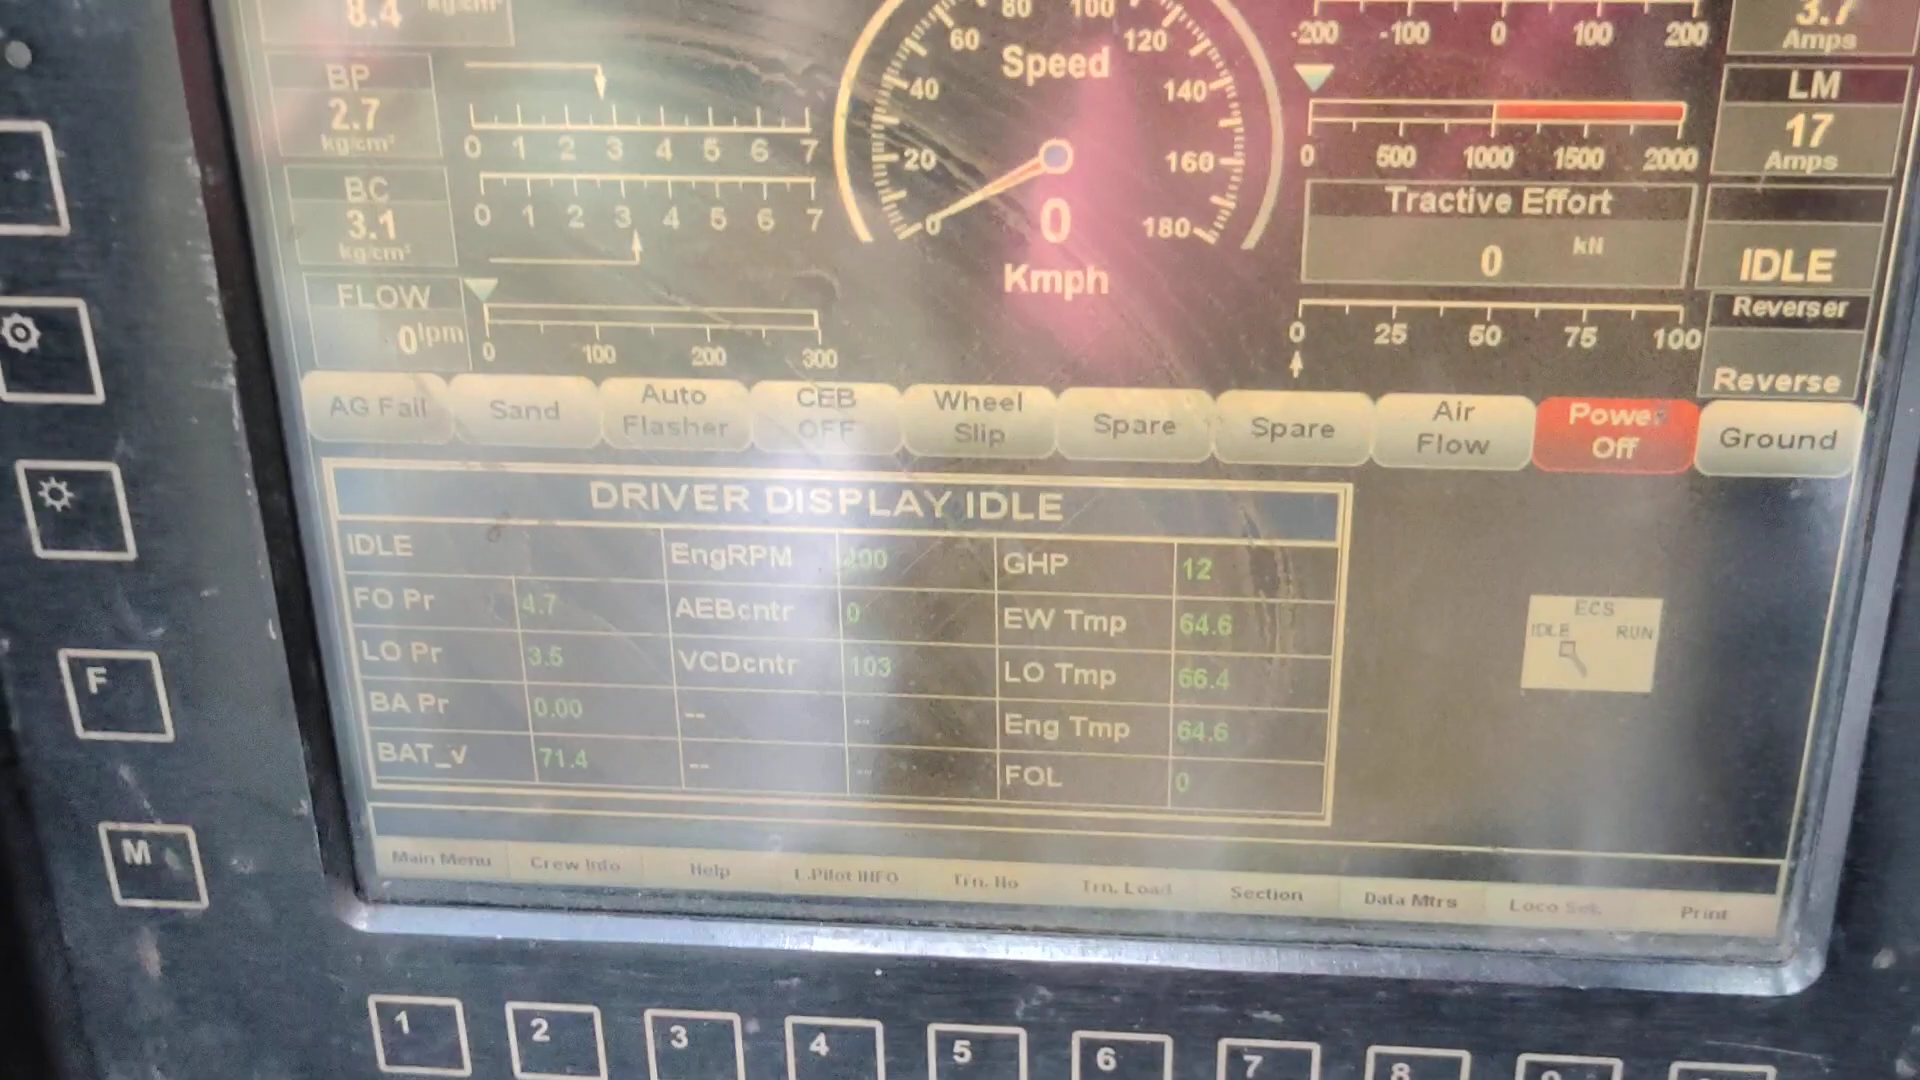 8.4 kg/cm²
BP
2.7
kg/cm²
0 1 2 3 4 5 6 7
BC
3.1
kg/cm²
0 1 2 3 4 5 6 7
FLOW
0 lpm
0 100 200 300
0 20 40 60 80 100 120 140 160 180
Speed
0
Kmph
-200 -100 0 100 200
0 500 1000 1500 2000
Tractive Effort
0 kN
0 25 50 75 100
3.7
Amps
LM
17
Amps
IDLE
Reverser
Reverse
AG Fail
Sand
Auto
Flasher
CEB
OFF
Wheel
Slip
Spare
Spare
Air
Flow
Power
Off
Ground
DRIVER DISPLAY IDLE
IDLE EngRPM GHP 12
FO Pr 4.7 AEBcntr 0 EW Tmp 64.6
LO Pr 3.5 VCDcntr 103 LO Tmp 66.4
BA Pr 0.00 -- -- Eng Tmp 64.6
BAT_v 71.4 -- -- FOL 0
ECS
IDLE RUN
Main Menu Crew Info Help L.Pilot INFO Trn. No Trn. Load Section Data Mtrs Loco Print
F
M
1 2 3 4 5 6 7 8 9